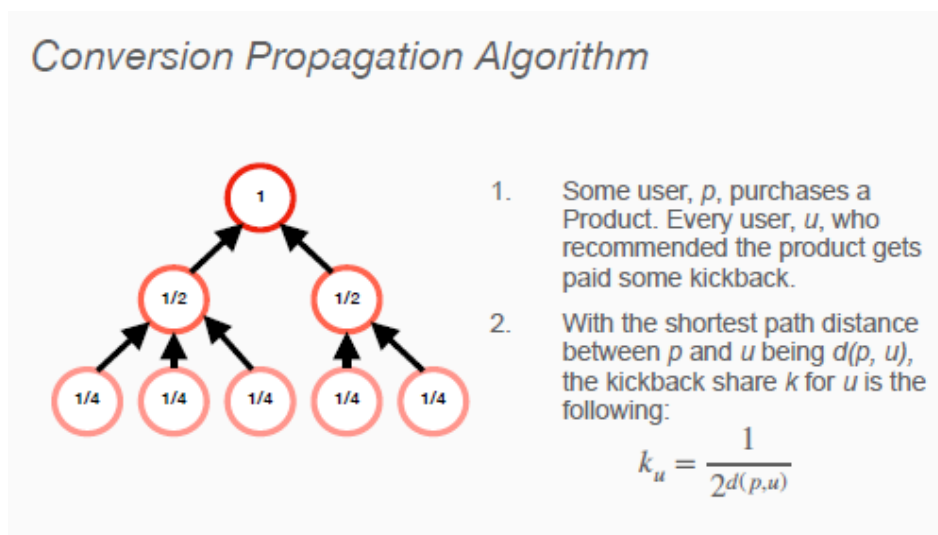 Conversion Propagation Algorithm
1
1/2
1/2
1/4
1/4
1/4
1/4
1/4
1. Some user, p, purchases a
Product. Every user, u, who
recommended the product gets
paid some kickback.
2. With the shortest path distance
between p and u being d(p, u),
the kickback share k for u is the
following:
k_u = 1 / 2^{d(p,u)}